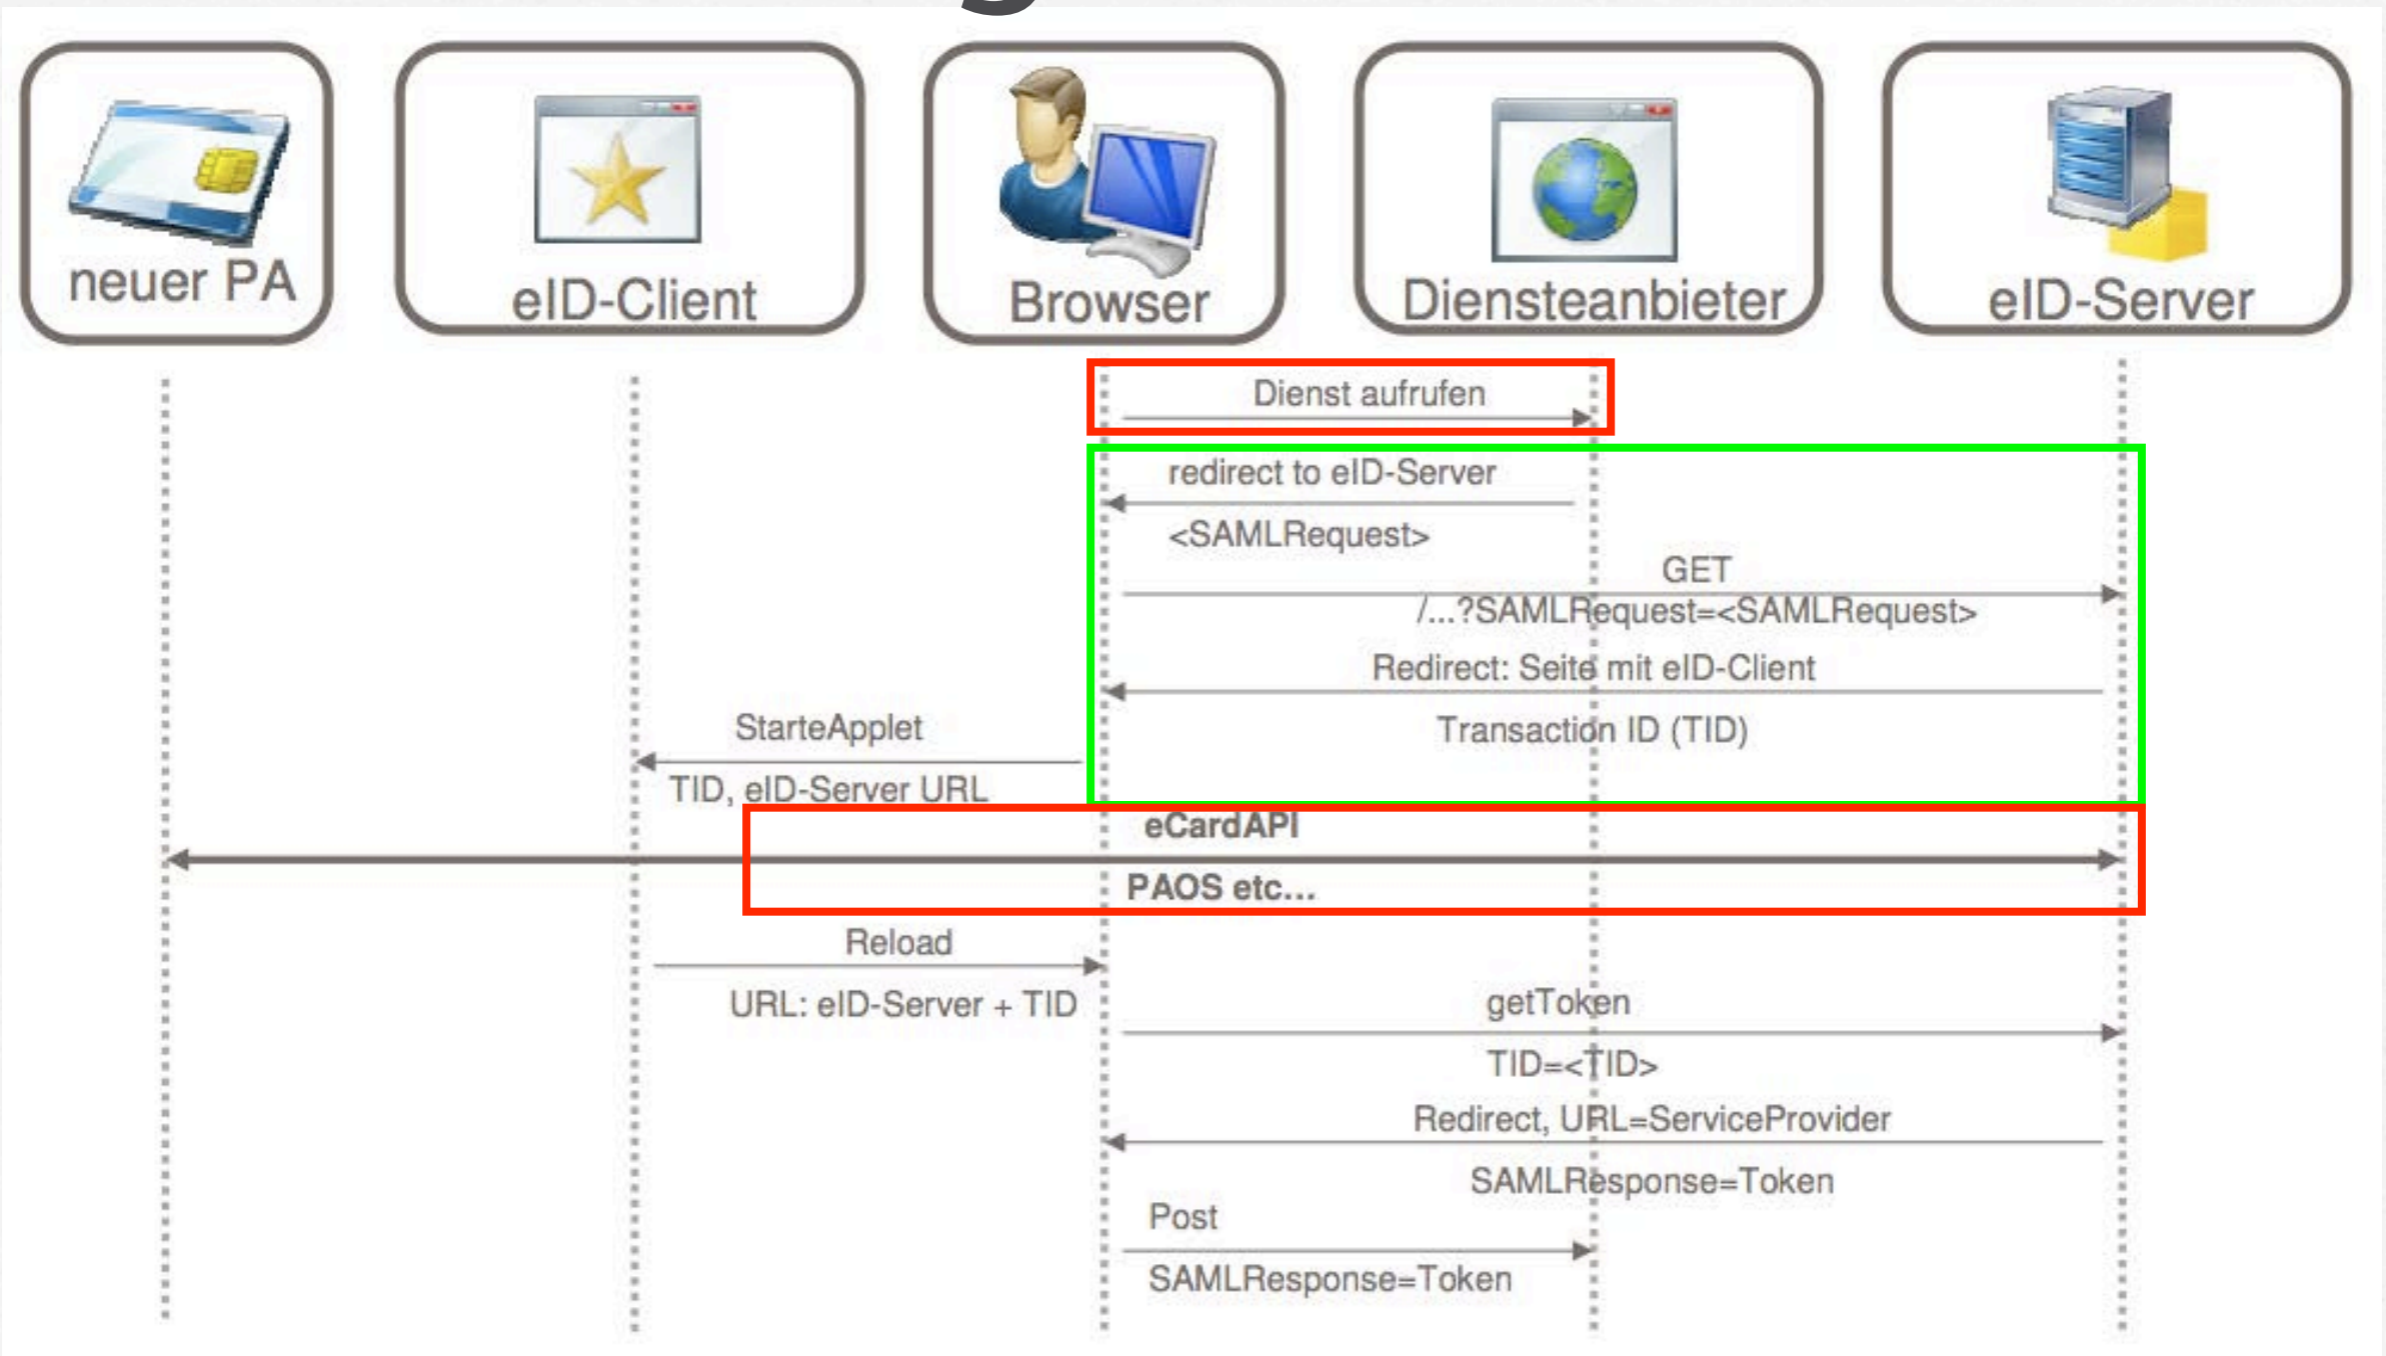 neuer PA
eID-Client
Browser
Diensteanbieter
eID-Server
Dienst aufrufen
redirect to eID-Server
<SAMLRequest>
GET
/...?SAMLRequest=<SAMLRequest>
Redirect: Seite mit eID-Client
Transaction ID (TID)
StarteApplet
TID, eID-Server URL
eCardAPI
PAOS etc...
Reload
URL: eID-Server + TID
getToken
TID=<TID>
Redirect, URL=ServiceProvider
SAMLResponse=Token
Post
SAMLResponse=Token